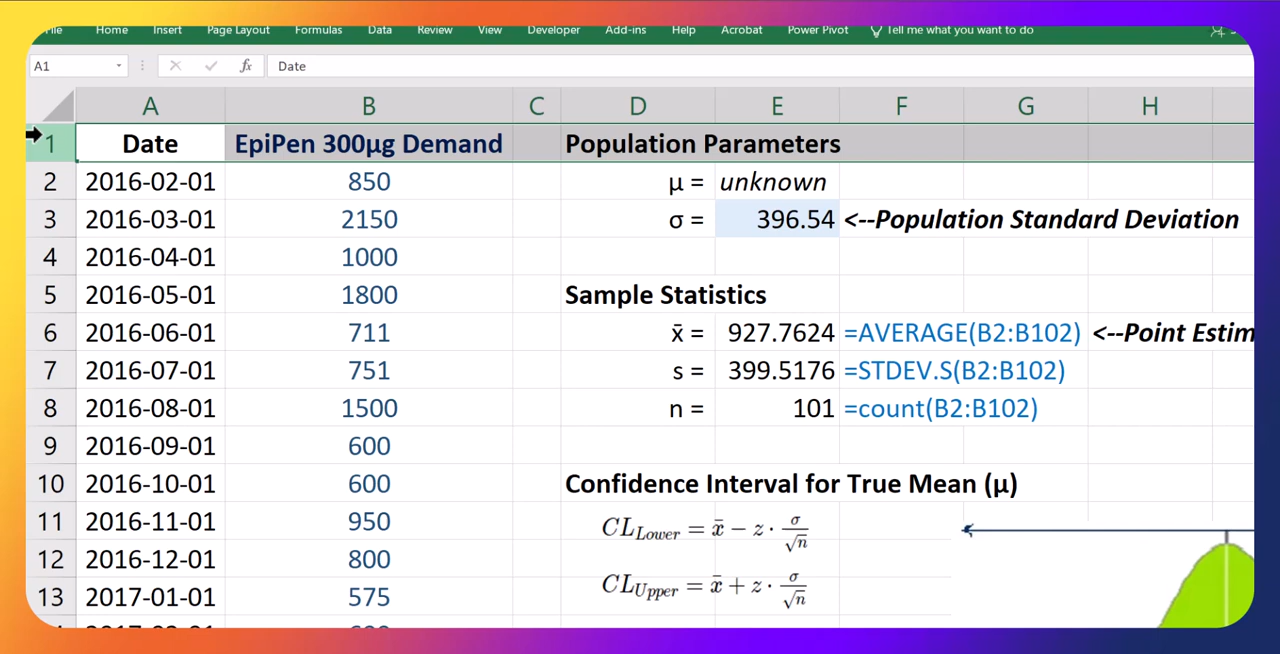 File Home Insert Page Layout Formulas Data Review View Developer Add-ins Help Acrobat Power Pivot Tell me what you want to do
A1 fx Date
A B C D E F G H
1 Date EpiPen 300µg Demand Population Parameters
2 2016-02-01 850 µ = unknown
3 2016-03-01 2150 σ = 396.54 <--Population Standard Deviation
4 2016-04-01 1000
5 2016-05-01 1800 Sample Statistics
6 2016-06-01 711 x̄ = 927.7624 =AVERAGE(B2:B102) <--Point Estim
7 2016-07-01 751 s = 399.5176 =STDEV.S(B2:B102)
8 2016-08-01 1500 n = 101 =count(B2:B102)
9 2016-09-01 600
10 2016-10-01 600 Confidence Interval for True Mean (µ)
11 2016-11-01 950 CL_Lower = x̄ − z · σ/√n
12 2016-12-01 800
13 2017-01-01 575 CL_Upper = x̄ + z · σ/√n